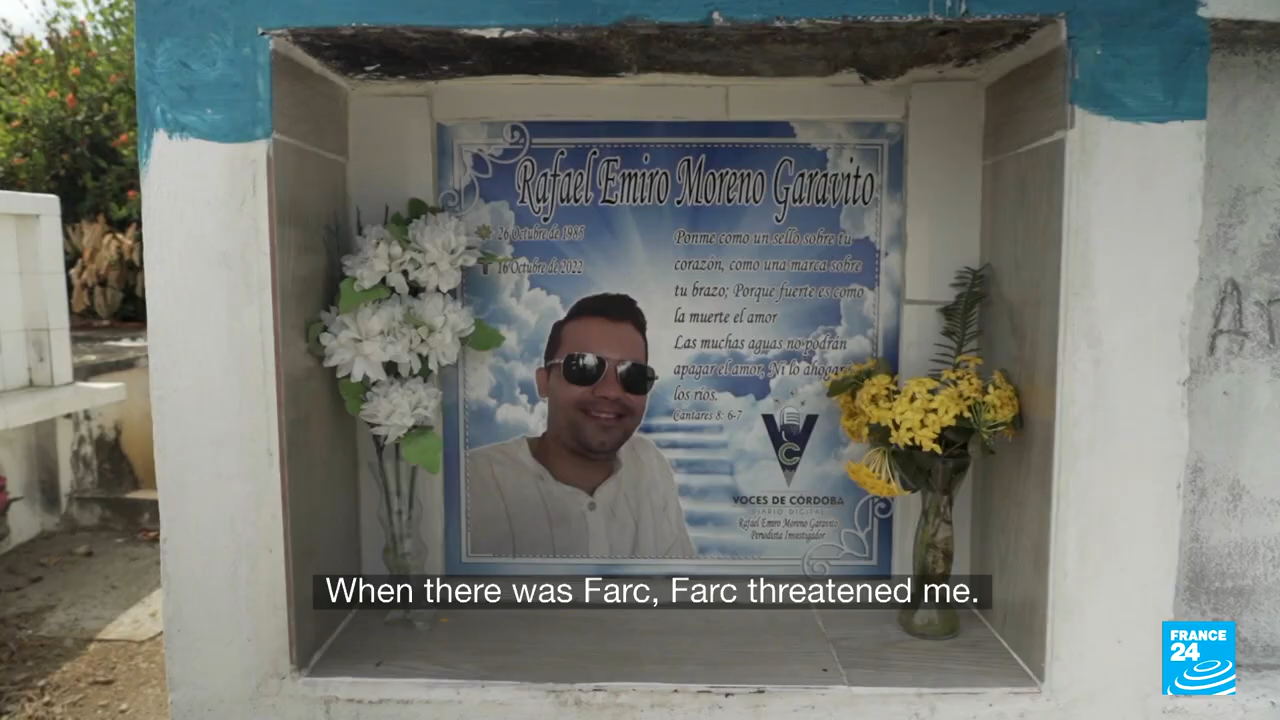 Rafael Emiro Moreno Garavito
26 Octubre de 1985
16 Octubre de 2022
Ponme como un sello sobre tu
corazón, como una marca sobre
tu brazo; Porque fuerte es como
la muerte el amor
Las muchas aguas no podrán
apagar el amor, Ni lo ahogarán
los rios.
Cantares 8: 6-7
VC
VOCES DE CÓRDOBA
DIARIO DIGITAL
Rafael Emiro Moreno Garavito
Periodista Investigador
When there was Farc, Farc threatened me.
FRANCE
24